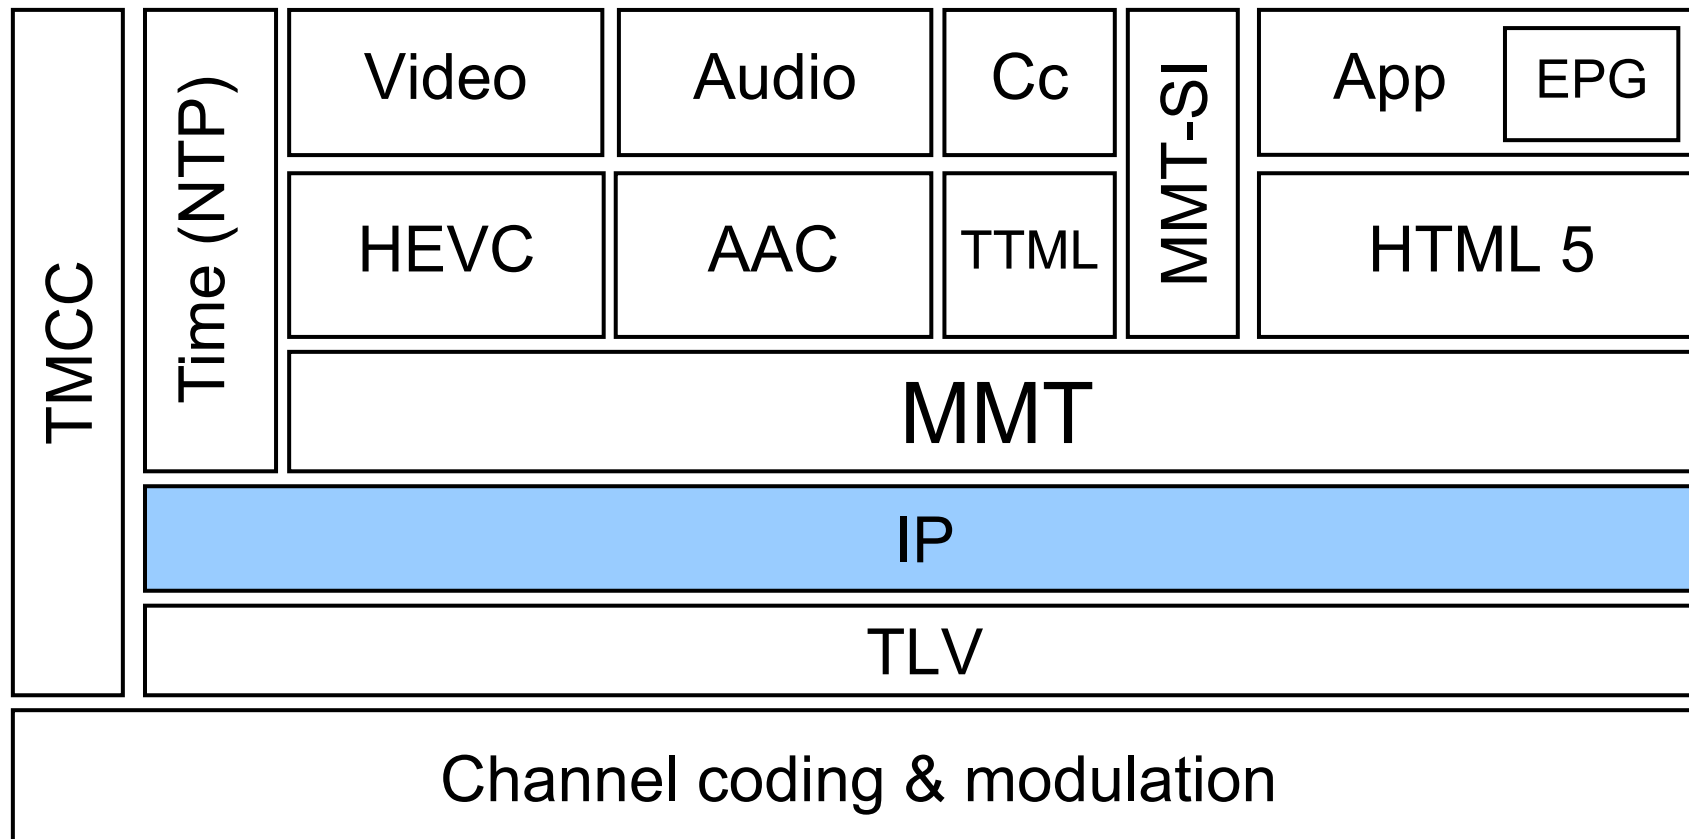 TMCC
Time (NTP)
Video
Audio
Cc
MMT-SI
App
EPG
HEVC
AAC
TTML
HTML 5
MMT
IP
TLV
Channel coding & modulation